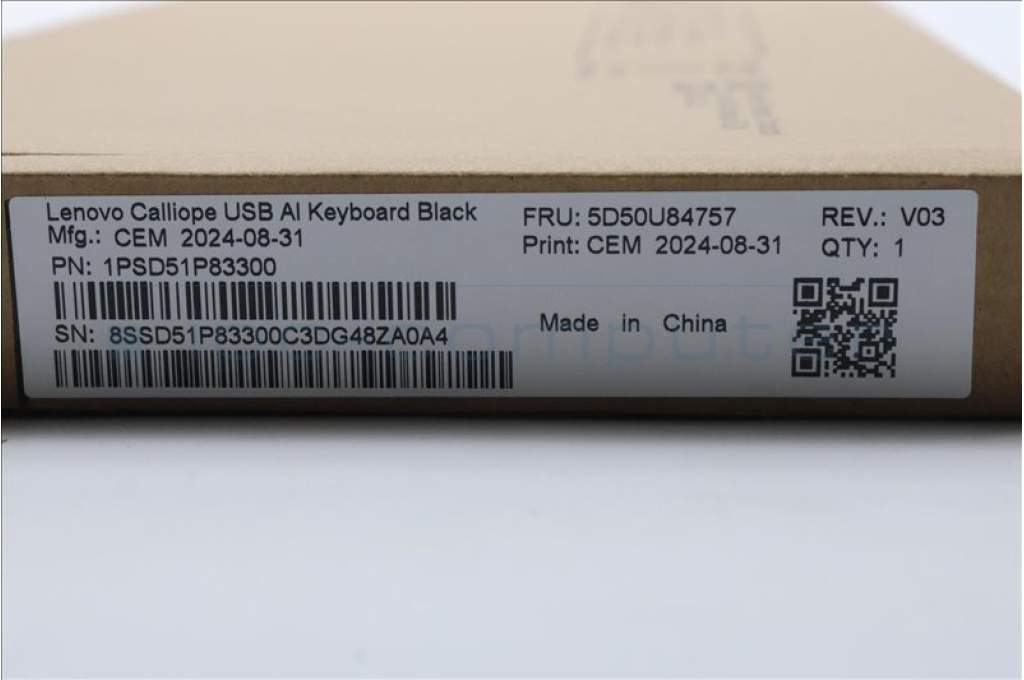 Lenovo Calliope USB AI Keyboard Black
Mfg.: CEM 2024-08-31
PN: 1PSD51P83300
SN: 8SSD51P83300C3DG48ZA0A4
FRU: 5D50U84757
Print: CEM 2024-08-31
Made in China
REV.: V03
QTY: 1